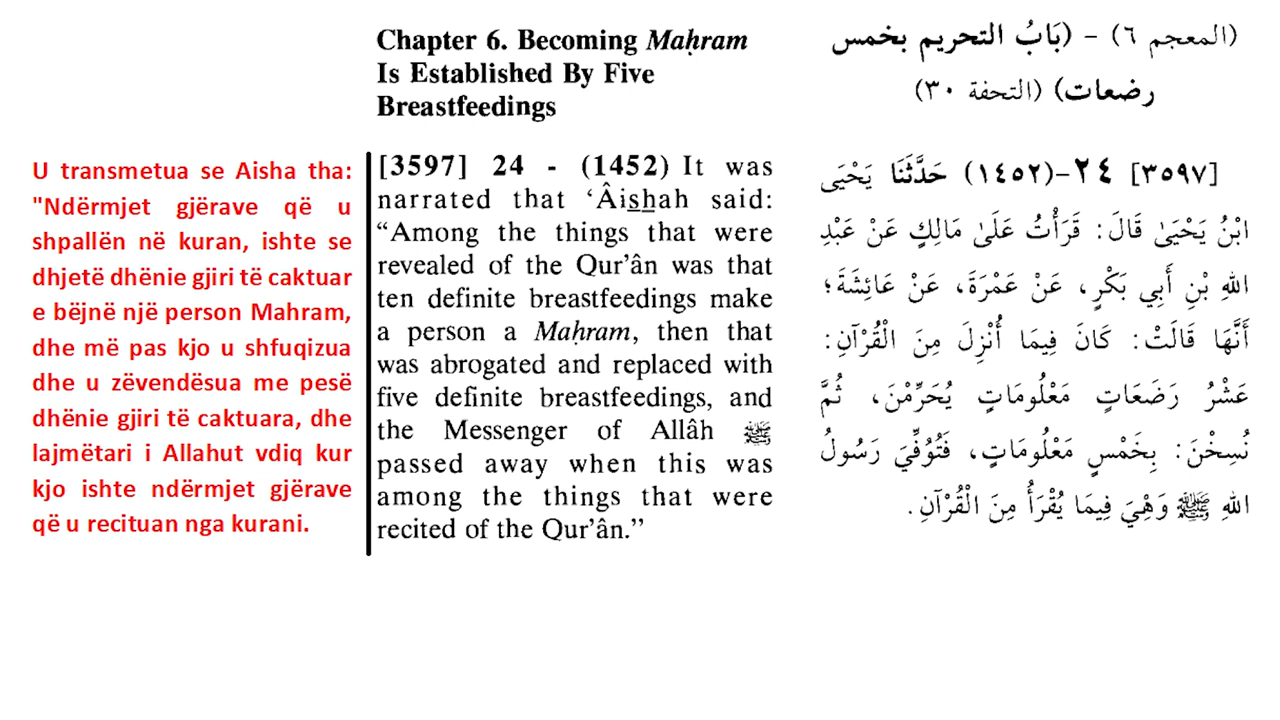 Chapter 6. Becoming Maḥram
Is Established By Five
Breastfeedings
(المعجم ٦) - (بَابُ التحريم بخمس
رضعات) (التحفة ٣٠)
U transmetua se Aisha tha:
"Ndërmjet gjërave që u
shpallën në kuran, ishte se
dhjetë dhënie gjiri të caktuar
e bëjnë një person Mahram,
dhe më pas kjo u shfuqizua
dhe u zëvendësua me pesë
dhënie gjiri të caktuara, dhe
lajmëtari i Allahut vdiq kur
kjo ishte ndërmjet gjërave
që u recituan nga kurani.
[3597] 24 - (1452) It was
narrated that ‘Âishah said:
“Among the things that were
revealed of the Qur’ân was that
ten definite breastfeedings make
a person a Maḥram, then that
was abrogated and replaced with
five definite breastfeedings, and
the Messenger of Allâh ﷺ
passed away when this was
among the things that were
recited of the Qur’ân.”
[٣٥٩٧] ٢٤-(١٤٥٢) حَدَّثَنَا يَحْيَى
ابْنُ يَحْيَىٰ قَالَ: قَرَأْتُ عَلَىٰ مَالِكٍ عَنْ عَبْدِ
اللهِ بْنِ أَبِي بَكْرٍ، عَنْ عَمْرَةَ، عَنْ عَائِشَةَ؛
أَنَّهَا قَالَتْ: كَانَ فِيمَا أُنْزِلَ مِنَ الْقُرْآنِ:
عَشْرُ رَضَعَاتٍ مَعْلُومَاتٍ يُحَرِّمْنَ، ثُمَّ
نُسِخْنَ: بِخَمْسٍ مَعْلُومَاتٍ، فَتُوُفِّيَ رَسُولُ
اللهِ ﷺ وَهْيَ فِيمَا يُقْرَأُ مِنَ الْقُرْآنِ.